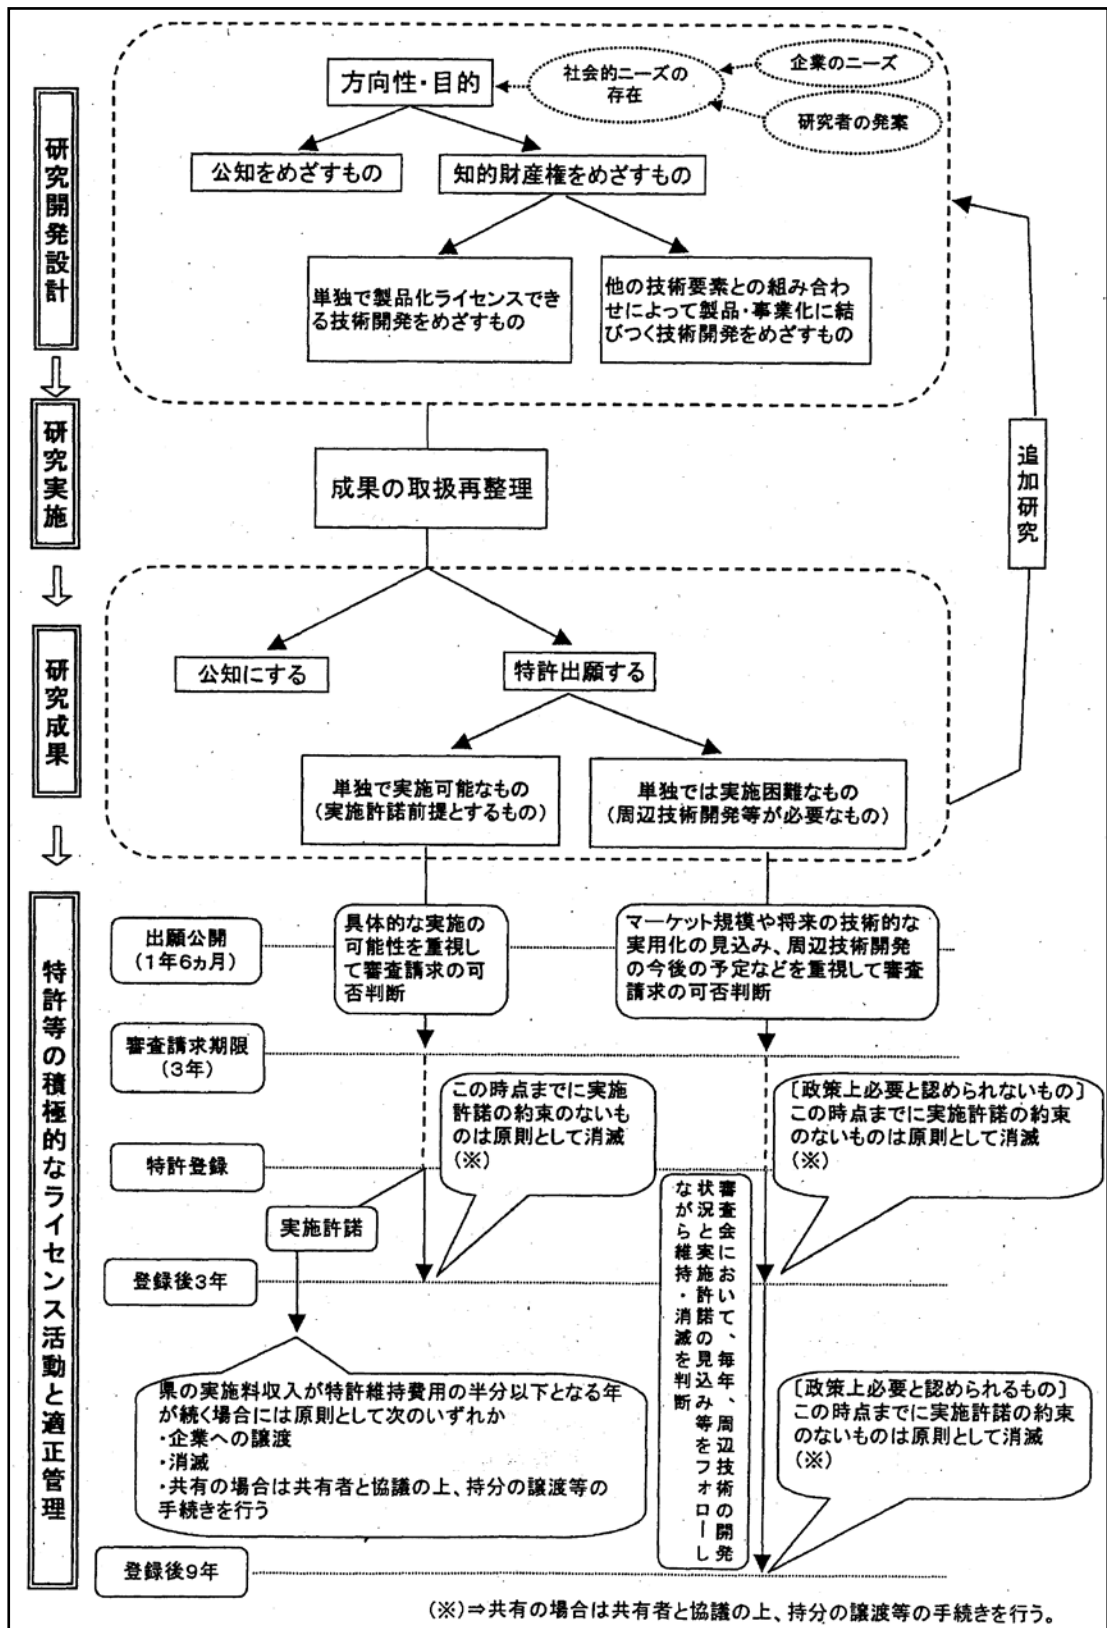 方向性・目的
社会的ニーズの
存在
企業のニーズ
研究者の発案
公知をめざすもの
知的財産権をめざすもの
単独で製品化ライセンスでき
る技術開発をめざすもの
他の技術要素との組み合わ
せによって製品・事業化に結
びつく技術開発をめざすもの
研究開発設計
研究実施
成果の取扱再整理
追加研究
研究成果
公知にする
特許出願する
単独で実施可能なもの
(実施許諾前提とするもの)
単独では実施困難なもの
(周辺技術開発等が必要なもの)
特許等の積極的なライセンス活動と適正管理
出願公開
(1年6ヵ月)
具体的な実施の
可能性を重視し
て審査請求の可
否判断
マーケット規模や将来の技術的な
実用化の見込み、周辺技術開発
の今後の予定などを重視して審査
請求の可否判断
審査請求期限
(3年)
この時点までに実施
許諾の約束のないも
のは原則として消滅
(※)
〔政策上必要と認められないもの〕
この時点までに実施許諾の約束
のないものは原則として消滅
(※)
特許登録
実施許諾
審査会において、毎年、周辺技術の開発
状況と実施許諾の見込み等をフォローし
ながら維持・消滅を判断
登録後3年
県の実施料収入が特許維持費用の半分以下となる年
が続く場合には原則として次のいずれか
・企業への譲渡
・消滅
・共有の場合は共有者と協議の上、持分の譲渡等の
手続きを行う
〔政策上必要と認められるもの〕
この時点までに実施許諾の約束
のないものは原則として消滅
(※)
登録後9年
(※)⇒共有の場合は共有者と協議の上、持分の譲渡等の手続きを行う。